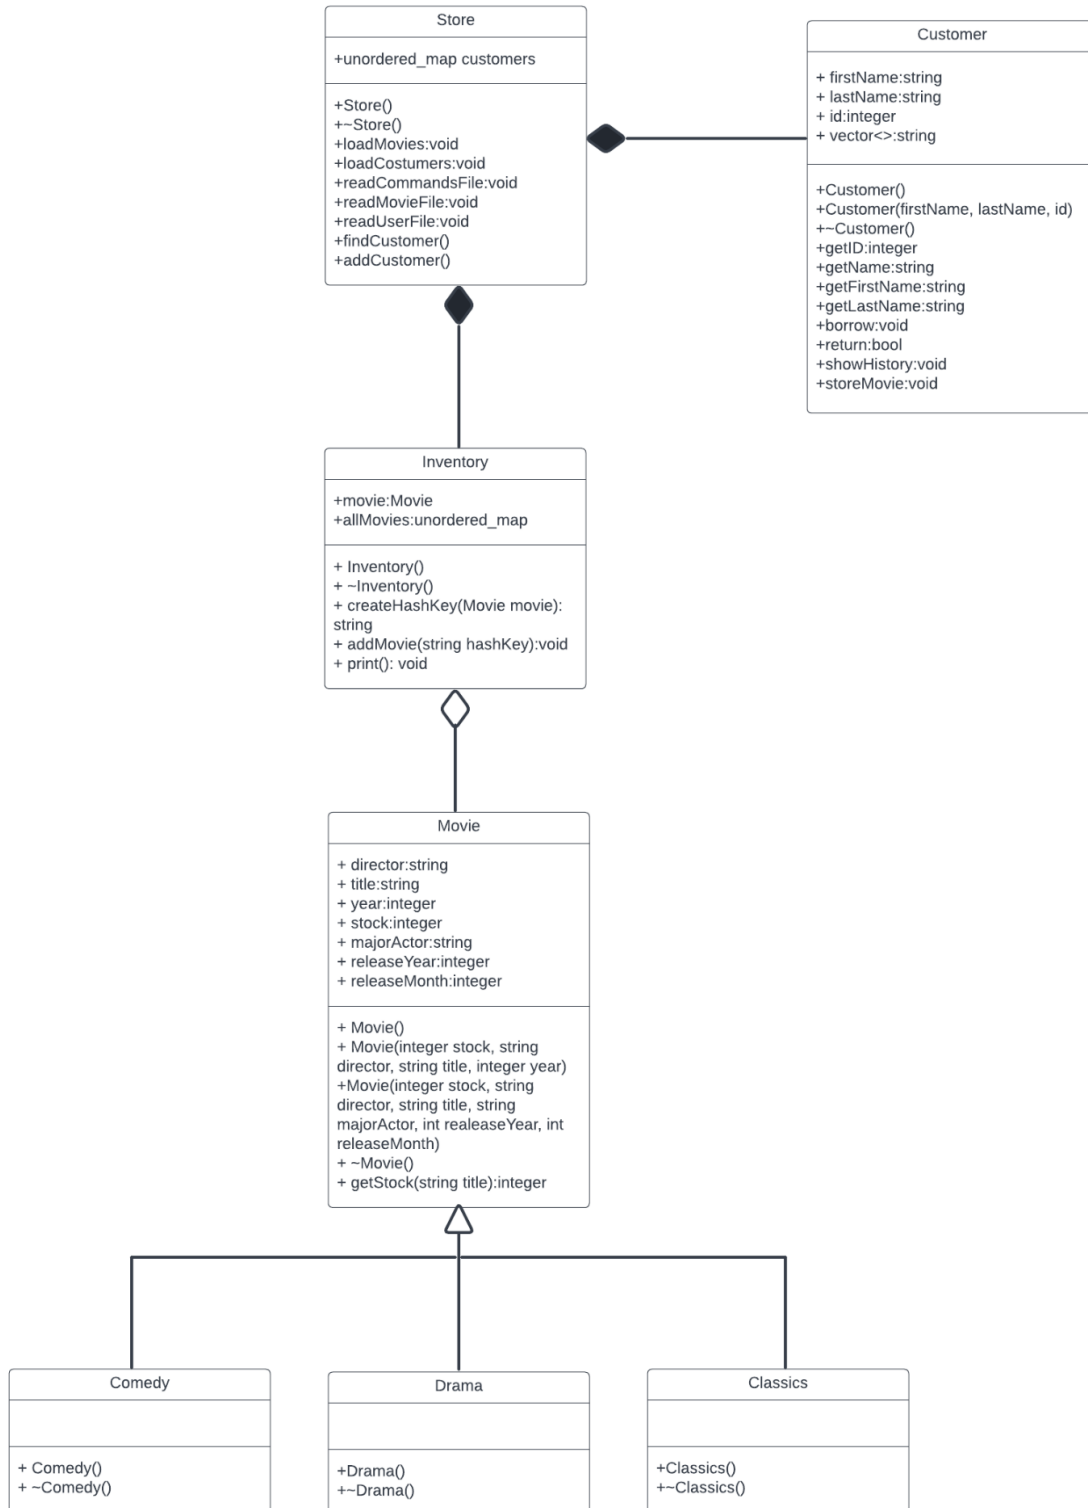 Store
+unordered_map customers
+Store()
+~Store()
+loadMovies:void
+loadCostumers:void
+readCommandsFile:void
+readMovieFile:void
+readUserFile:void
+findCustomer()
+addCustomer()
Customer
+ firstName:string
+ lastName:string
+ id:integer
+ vector<>:string
+Customer()
+Customer(firstName, lastName, id)
+~Customer()
+getID:integer
+getName:string
+getFirstName:string
+getLastName:string
+borrow:void
+return:bool
+showHistory:void
+storeMovie:void
Inventory
+movie:Movie
+allMovies:unordered_map
+ Inventory()
+ ~Inventory()
+ createHashKey(Movie movie):
string
+ addMovie(string hashKey):void
+ print(): void
Movie
+ director:string
+ title:string
+ year:integer
+ stock:integer
+ majorActor:string
+ releaseYear:integer
+ releaseMonth:integer
+ Movie()
+ Movie(integer stock, string
director, string title, integer year)
+Movie(integer stock, string
director, string title, string
majorActor, int realeaseYear, int
releaseMonth)
+ ~Movie()
+ getStock(string title):integer
Comedy
+ Comedy()
+ ~Comedy()
Drama
+Drama()
+~Drama()
Classics
+Classics()
+~Classics()